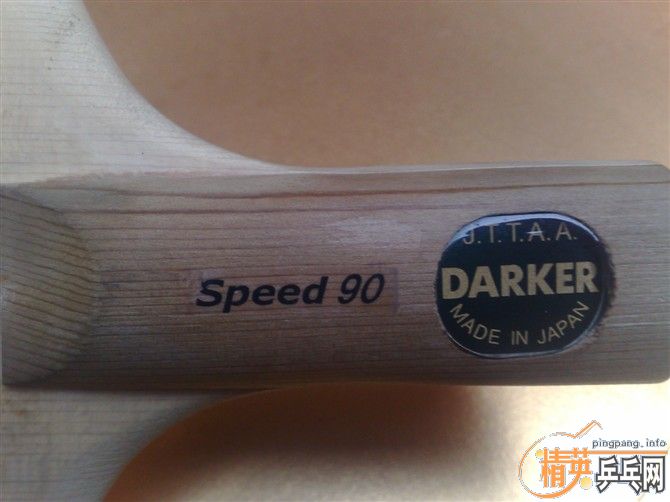 Speed 90
J.T.T.A.A.
DARKER
MADE IN JAPAN
pingpang.info
精英乒乓网